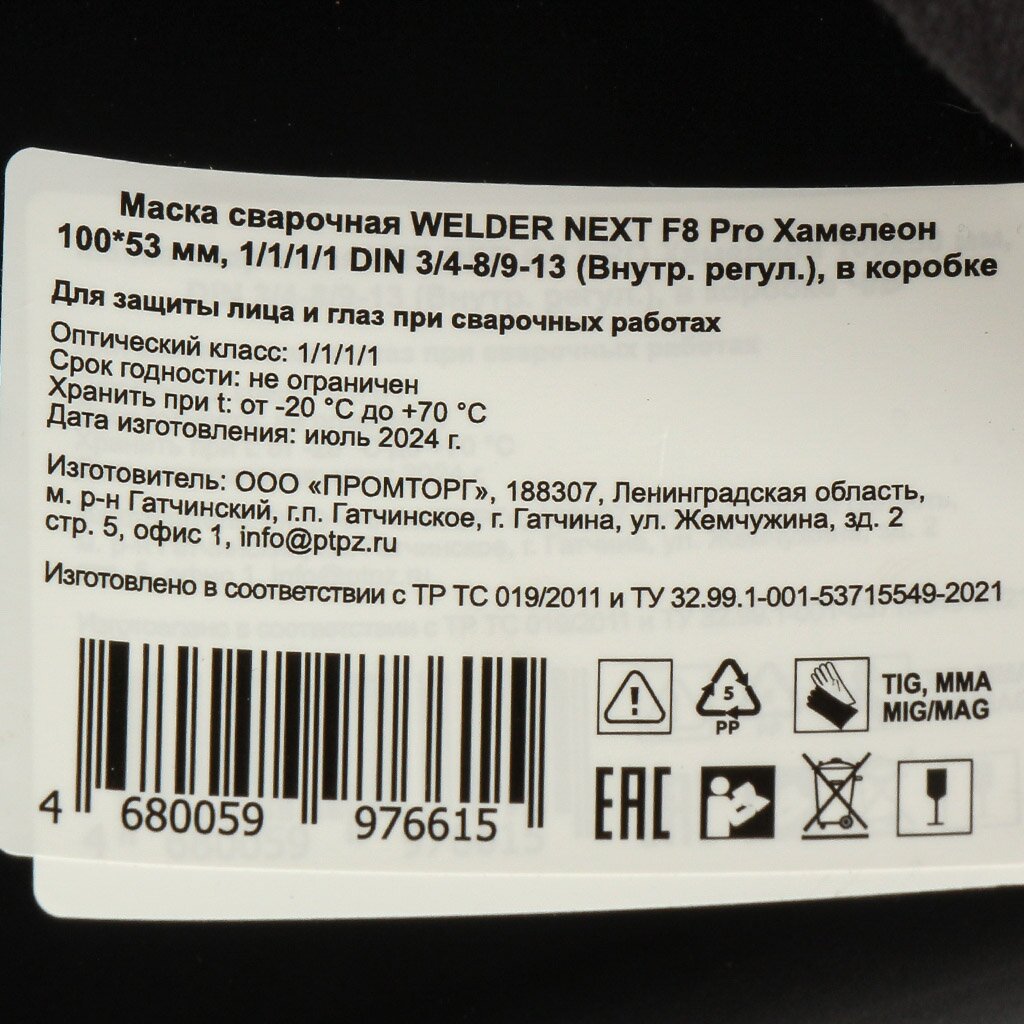 Маска сварочная WELDER NEXT F8 Pro Хамелеон
100*53 мм, 1/1/1/1 DIN 3/4-8/9-13 (Внутр. регул.), в коробке
Для защиты лица и глаз при сварочных работах
Оптический класс: 1/1/1/1
Срок годности: не ограничен
Хранить при t: от -20 °C до +70 °C
Дата изготовления: июль 2024 г.
Изготовитель: ООО «ПРОМТОРГ», 188307, Ленинградская область,
м. р-н Гатчинский, г.п. Гатчинское, г. Гатчина, ул. Жемчужина, зд. 2
стр. 5, офис 1, info@ptpz.ru
Изготовлено в соответствии с ТР ТС 019/2011 и ТУ 32.99.1-001-53715549-2021
5
PP
TIG, MMA
MIG/MAG
EAC
4 680059 976615